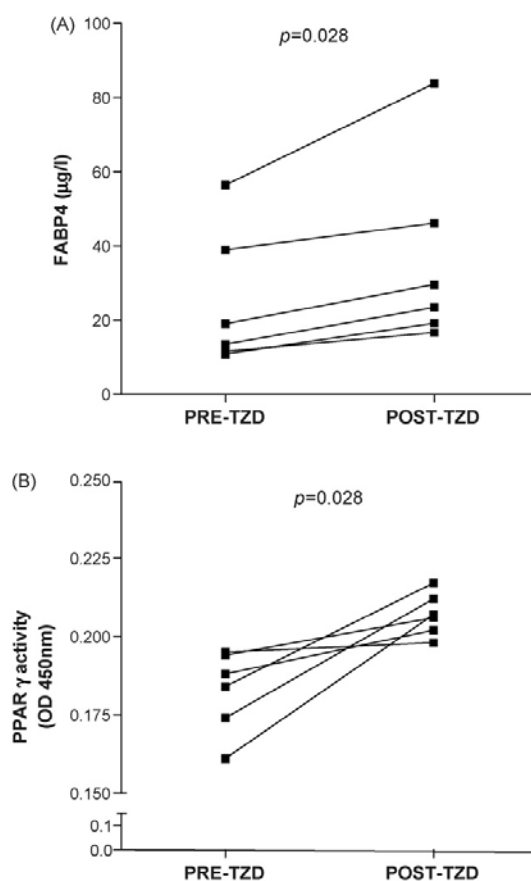 (A)
p=0.028
FABP4 (µg/l)
100
80
60
40
20
0
PRE-TZD POST-TZD
(B)
p=0.028
PPAR γ activity
(OD 450nm)
0.250
0.225
0.200
0.175
0.150
0.1
0.0
PRE-TZD POST-TZD